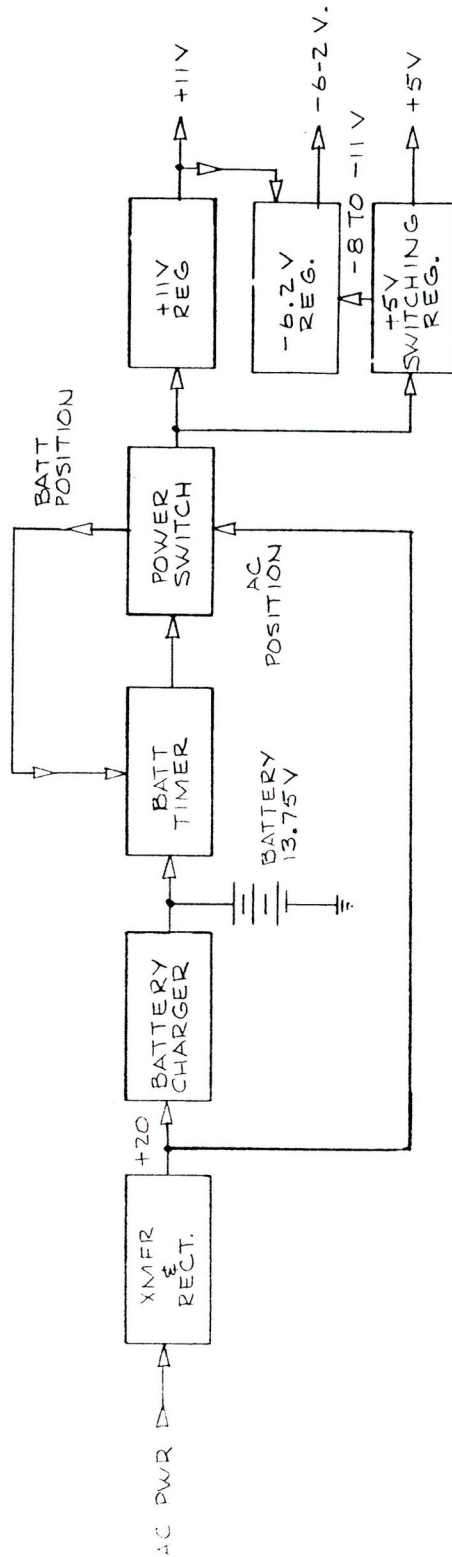 AC PWR
XMFR
&
RECT.
+20
BATTERY
CHARGER
BATTERY
13.75V
BATT
TIMER
BATT
POSITION
POWER
SWITCH
AC
POSITION
+11V
REG
+11V
-6.2V
REG.
-6-2V.
-8 TO -11V
+5V
SWITCHING
REG.
+5V